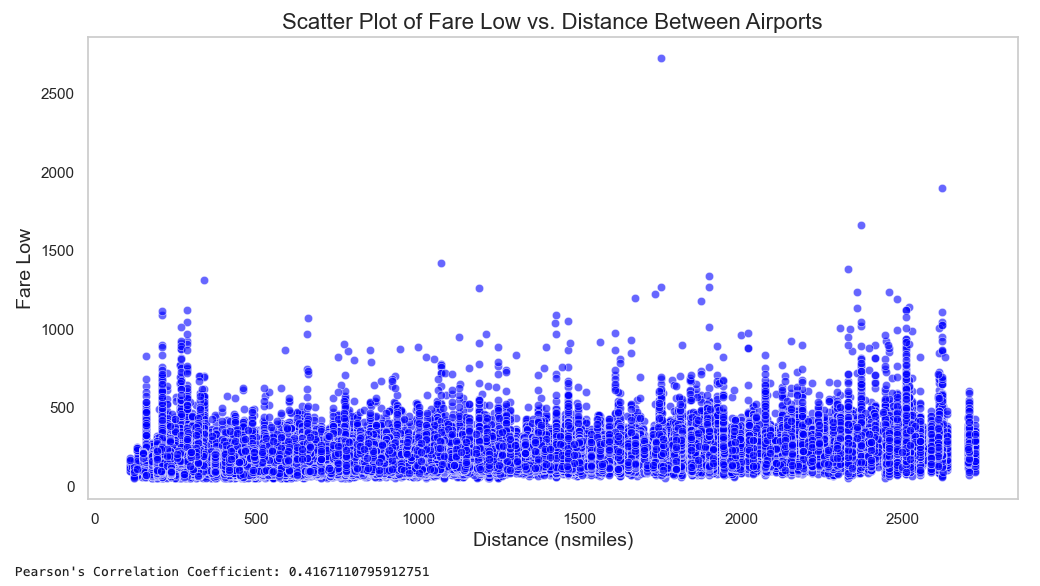 Scatter Plot of Fare Low vs. Distance Between Airports
2500
2000
1500
1000
500
0
Fare Low
0 500 1000 1500 2000 2500
Distance (nsmiles)
Pearson's Correlation Coefficient: 0.4167110795912751